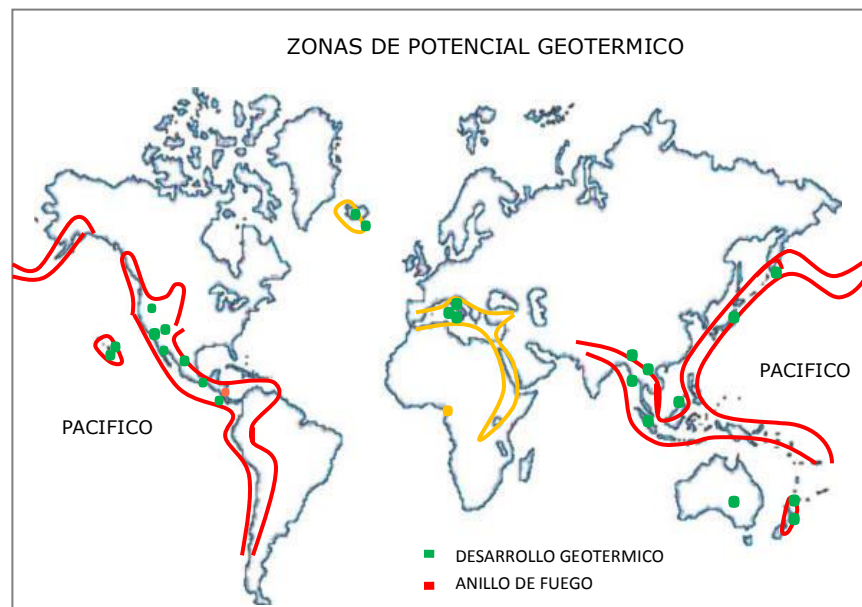 ZONAS DE POTENCIAL GEOTERMICO
PACIFICO
PACIFICO
DESARROLLO GEOTERMICO
ANILLO DE FUEGO